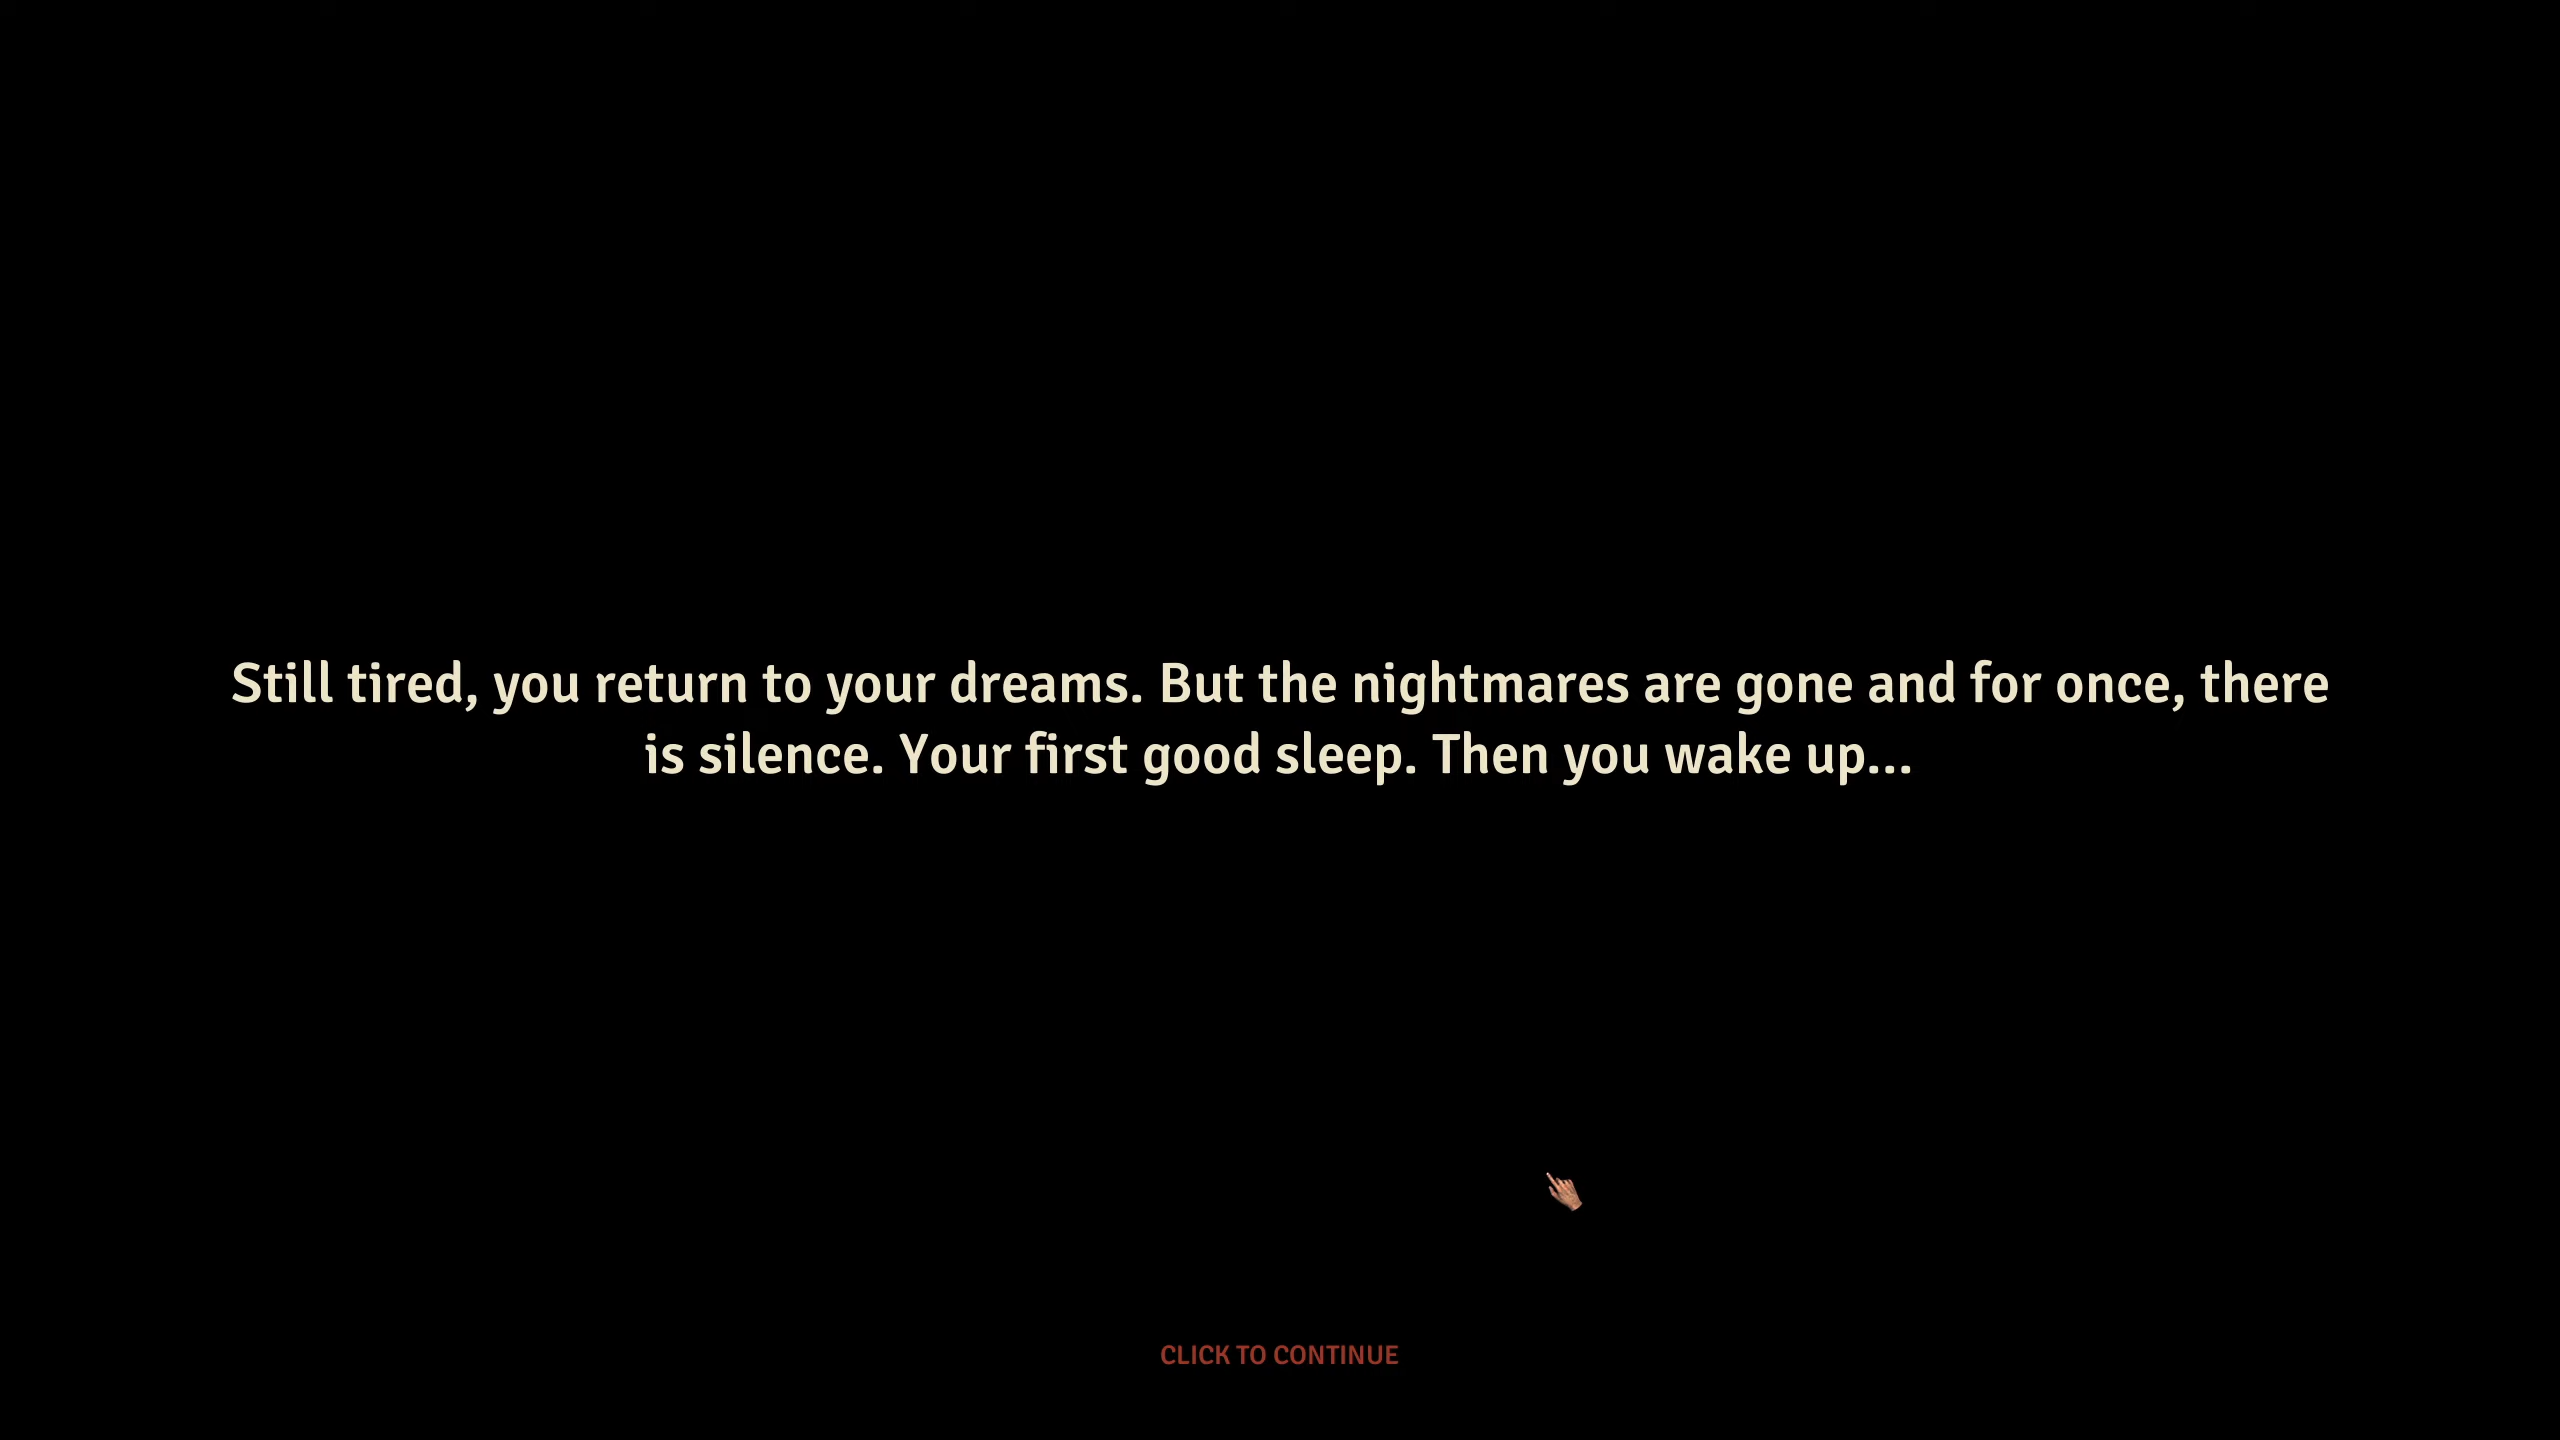 Still tired, you return to your dreams. But the nightmares are gone and for once, there
is silence. Your first good sleep. Then you wake up...
CLICK TO CONTINUE